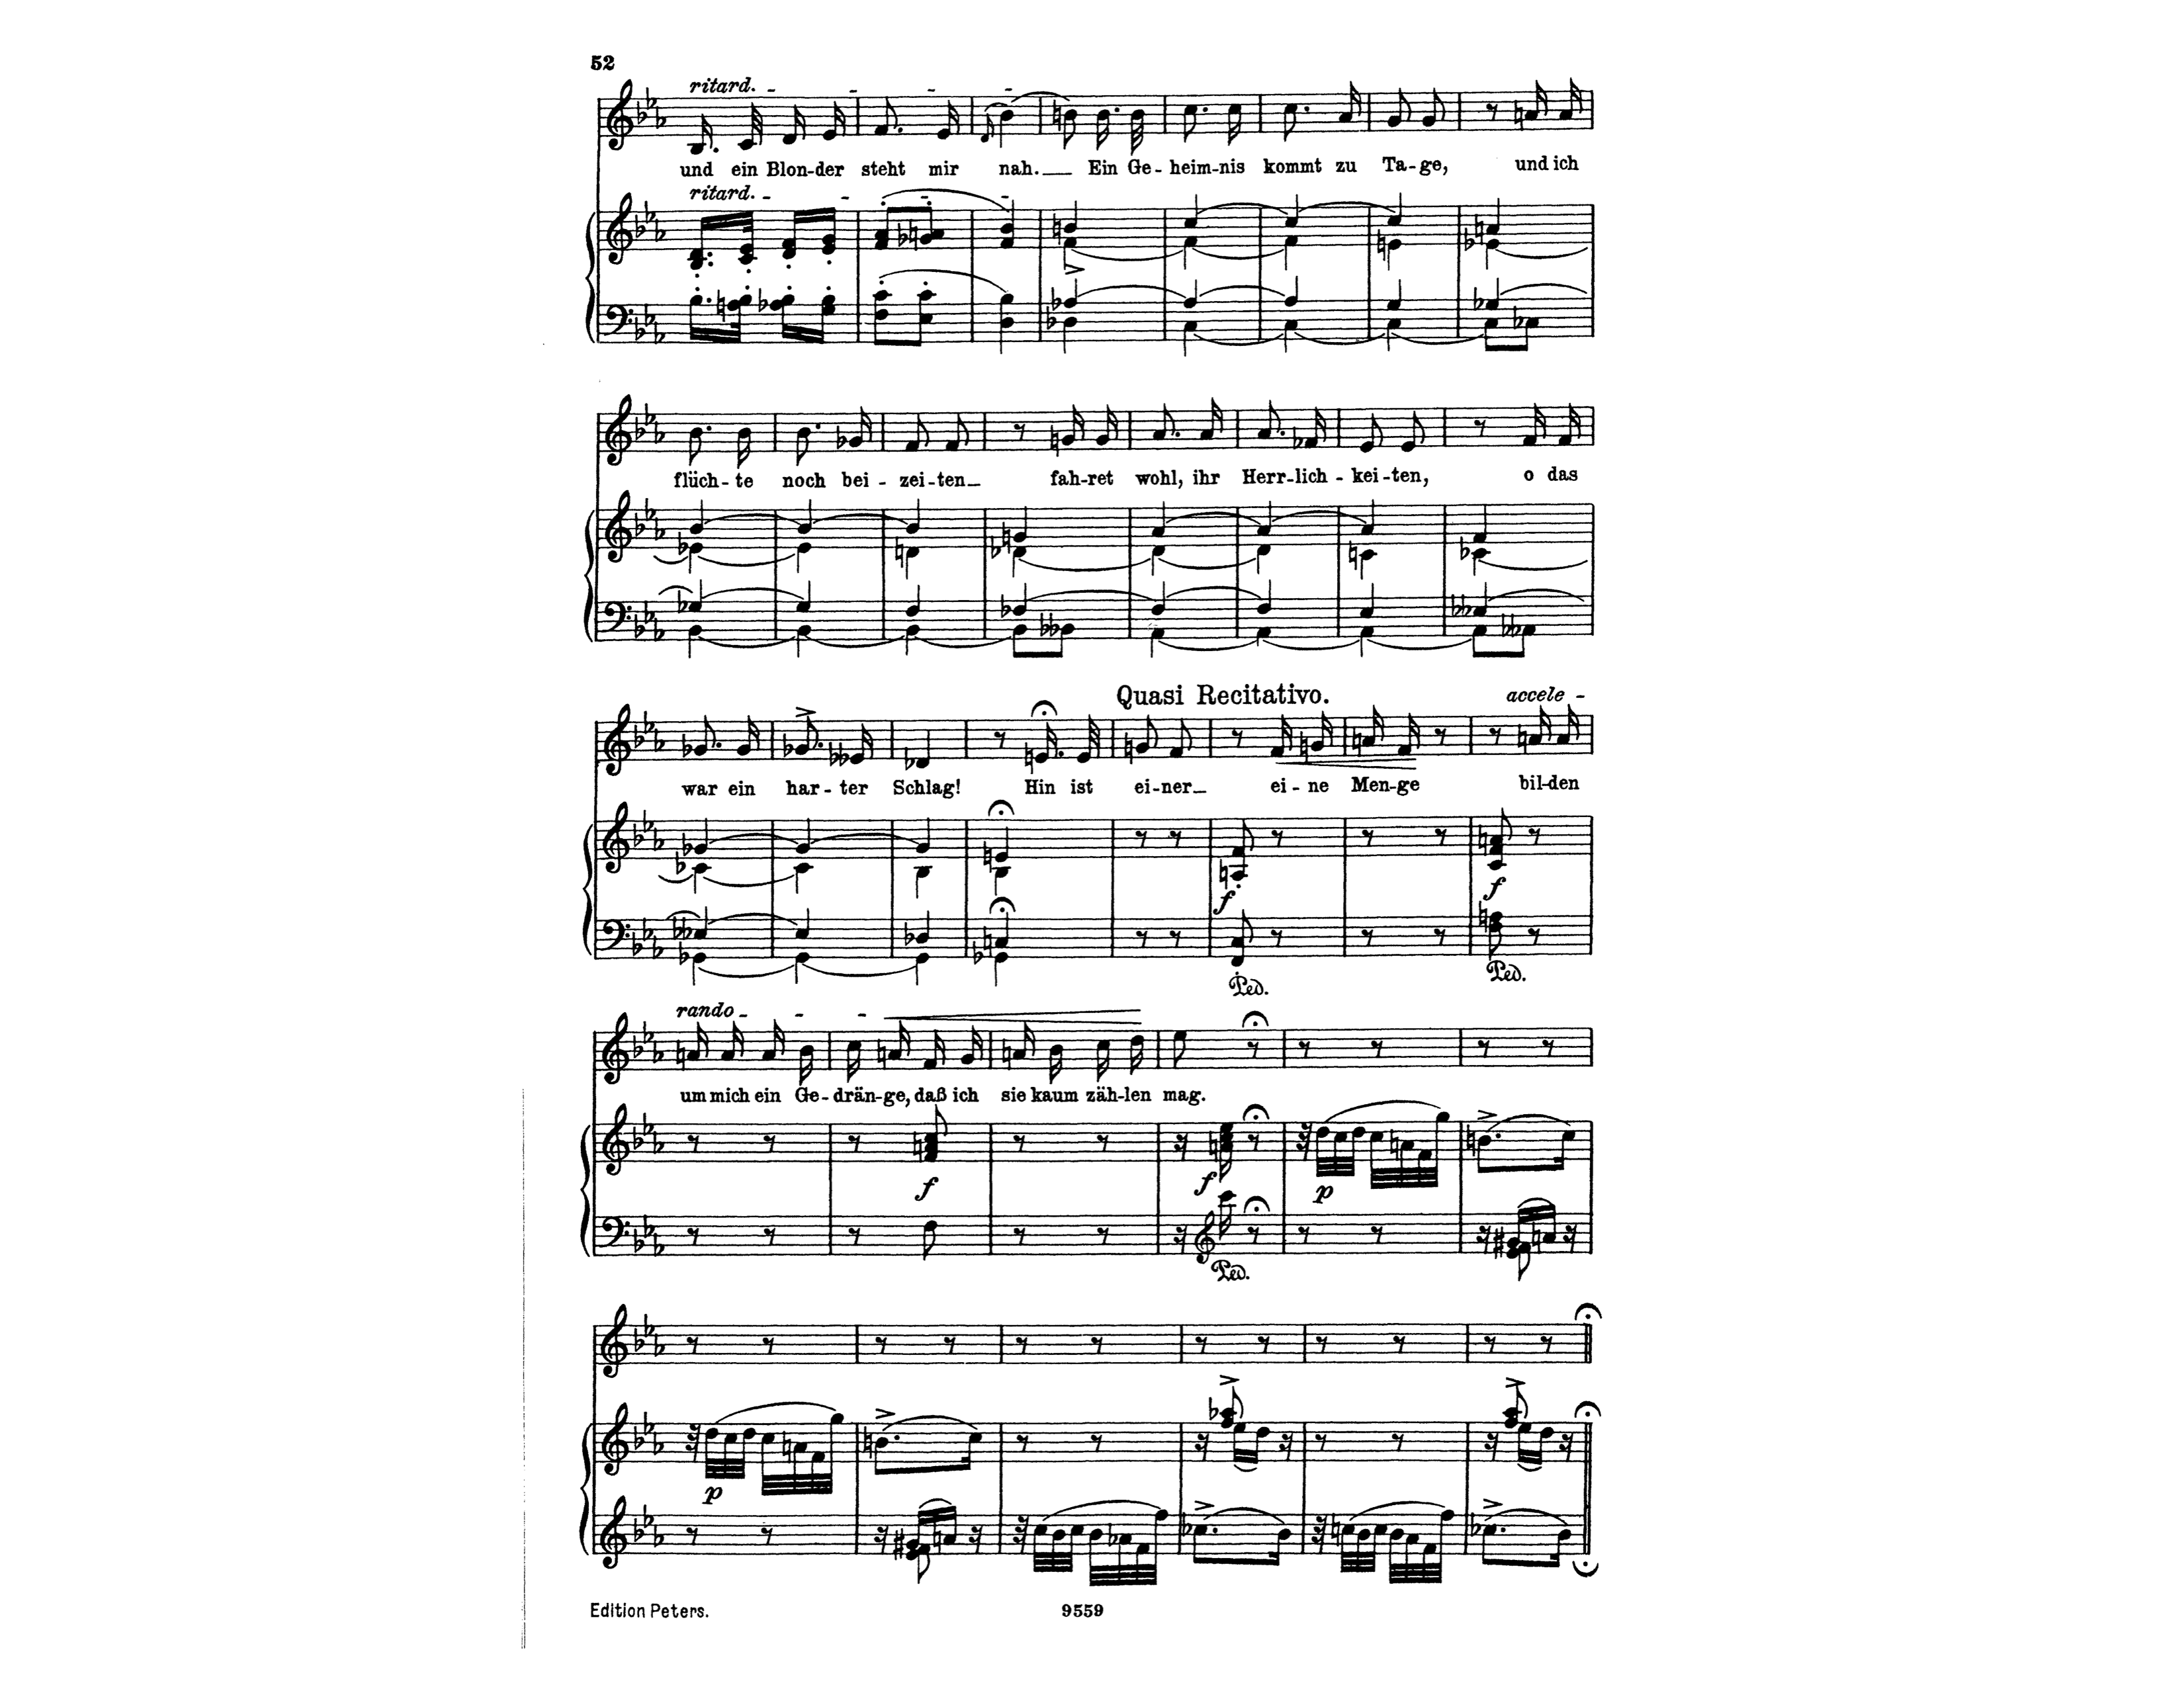 52
ritard. - - - -
und ein Blon-der steht mir nah. Ein Ge-heim-nis kommt zu Ta-ge, und ich
ritard. - - - -
flüch-te noch bei-zei-ten fah-ret wohl, ihr Herr-lich-kei-ten, o das
Quasi Recitativo.
accele -
war ein har-ter Schlag! Hin ist ei-ner ei-ne Men-ge bil-den
f f
Ped. Ped.
rando - - -
um mich ein Ge-drän-ge, daß ich sie kaum zäh-len mag.
f f p
Ped.
p
Edition Peters. 9559